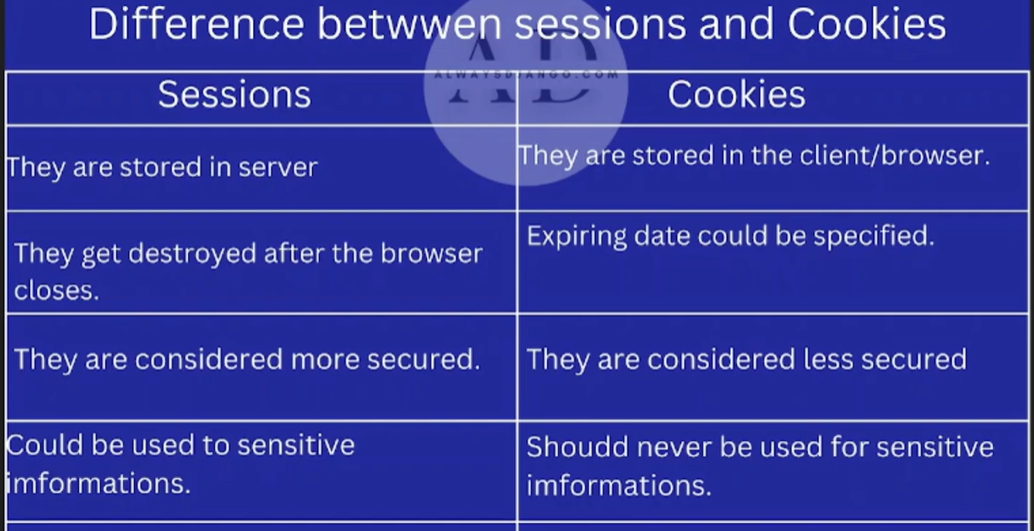 Difference betwwen sessions and Cookies
AD
ALWAYSDJANGO.COM
Sessions
Cookies
They are stored in server
They are stored in the client/browser.
They get destroyed after the browser
closes.
Expiring date could be specified.
They are considered more secured.
They are considered less secured
Could be used to sensitive
imformations.
Shoudd never be used for sensitive
imformations.